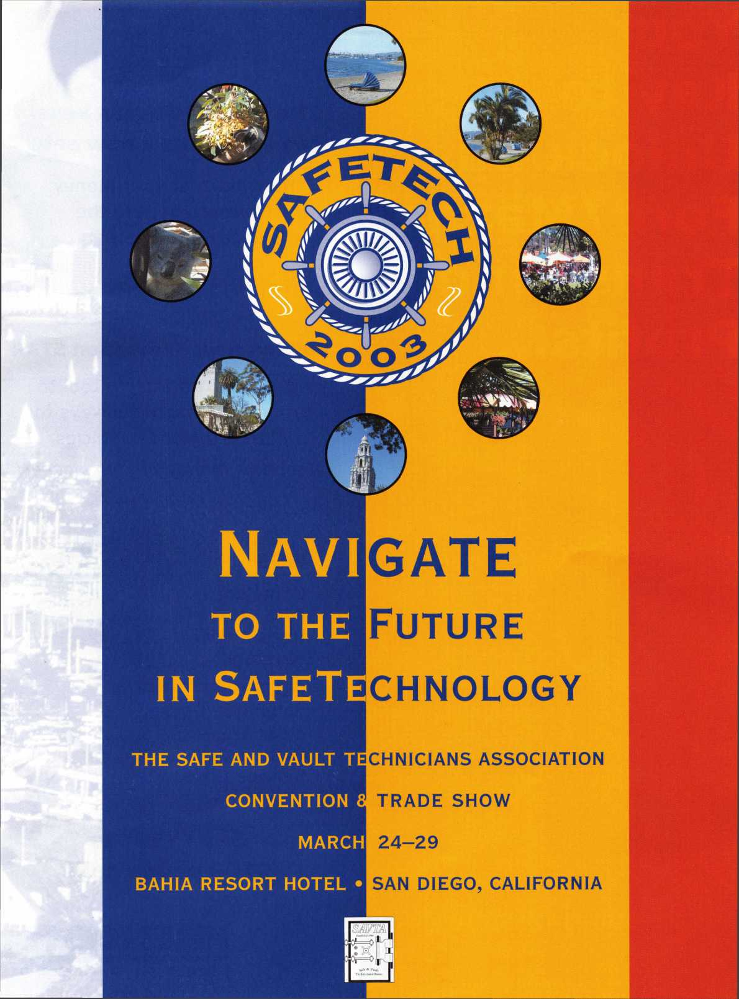 SAFETECH
2003
NAVIGATE
TO THE FUTURE
IN SAFETECHNOLOGY
THE SAFE AND VAULT TECHNICIANS ASSOCIATION
CONVENTION & TRADE SHOW
MARCH 24–29
BAHIA RESORT HOTEL • SAN DIEGO, CALIFORNIA
SAVTA
Safe & Vault
Technicians Assoc.